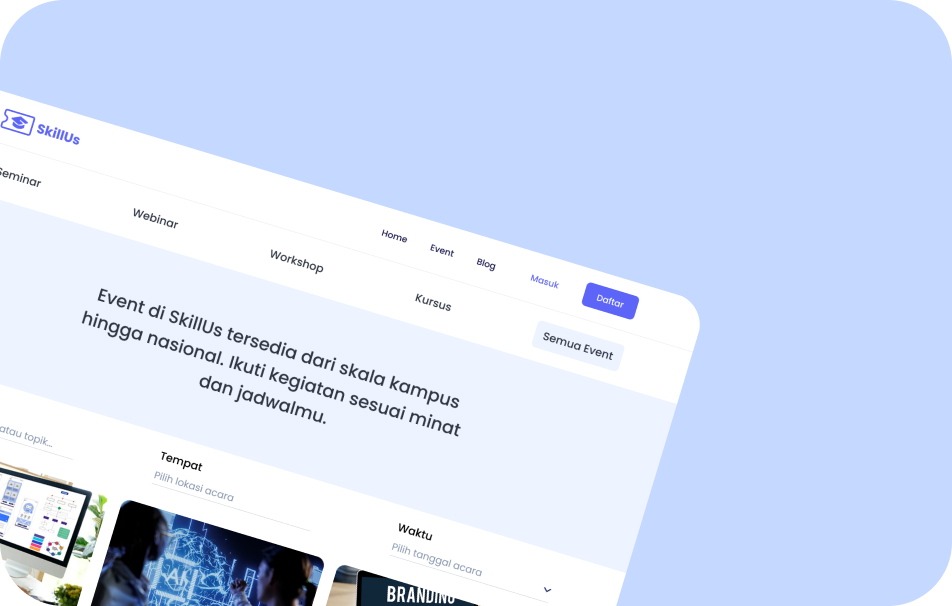 SkillUs
Home Event Blog Masuk Daftar
Seminar Webinar Workshop Kursus Semua Event
Event di SkillUs tersedia dari skala kampus
hingga nasional. Ikuti kegiatan sesuai minat
dan jadwalmu.
atau topik...
Tempat
Pilih lokasi acara
Waktu
Pilih tanggal acara
AI
BRANDING